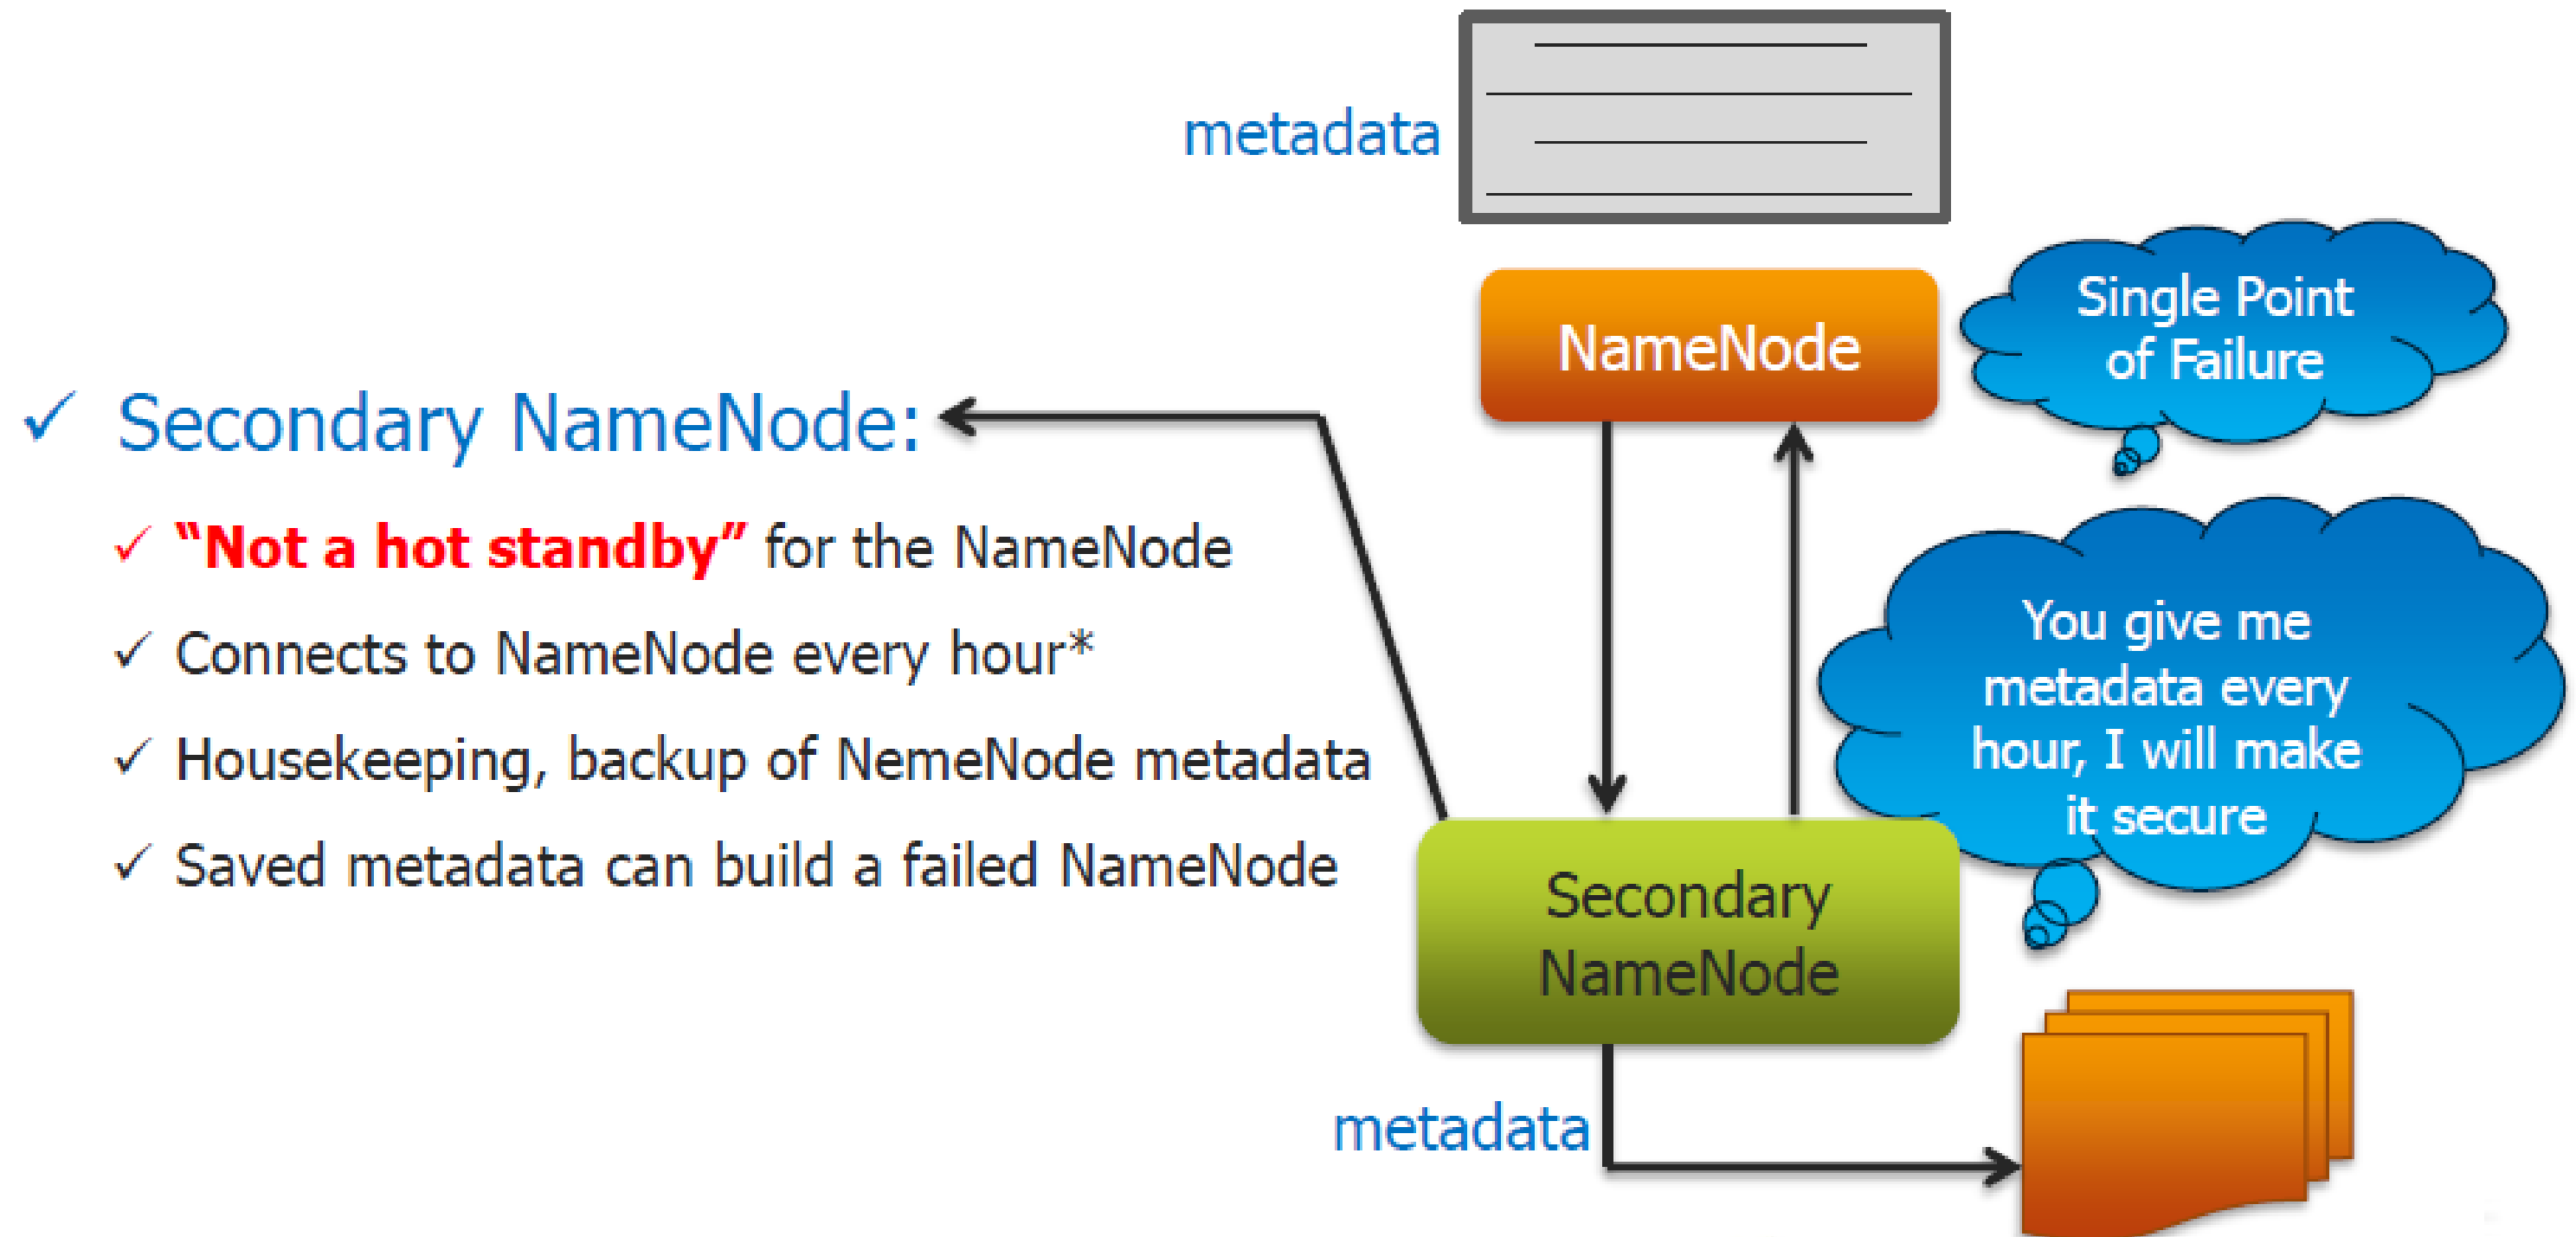 metadata
NameNode
Single Point
of Failure
✓ Secondary NameNode:
✓ “Not a hot standby” for the NameNode
✓ Connects to NameNode every hour*
✓ Housekeeping, backup of NemeNode metadata
✓ Saved metadata can build a failed NameNode
You give me
metadata every
hour, I will make
it secure
Secondary
NameNode
metadata